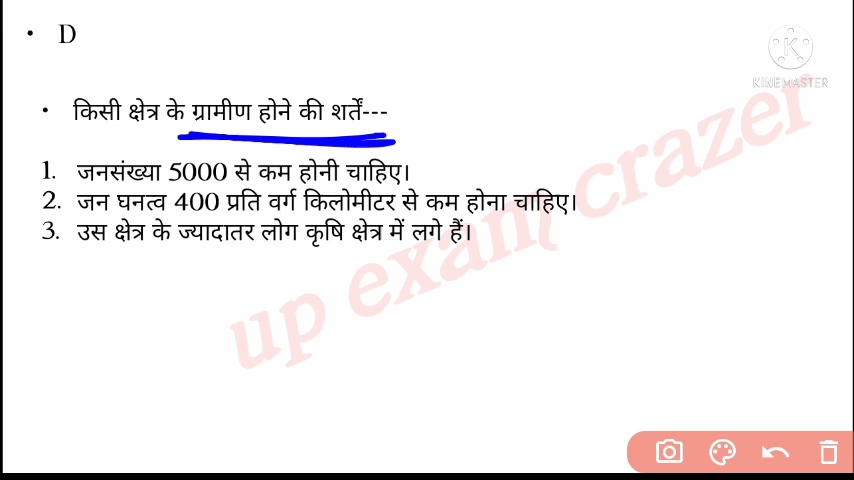 • D
KINEMASTER
• किसी क्षेत्र के ग्रामीण होने की शर्तें---
1. जनसंख्या 5000 से कम होनी चाहिए।
2. जन घनत्व 400 प्रति वर्ग किलोमीटर से कम होना चाहिए।
3. उस क्षेत्र के ज्यादातर लोग कृषि क्षेत्र में लगे हैं।
up exam crazer